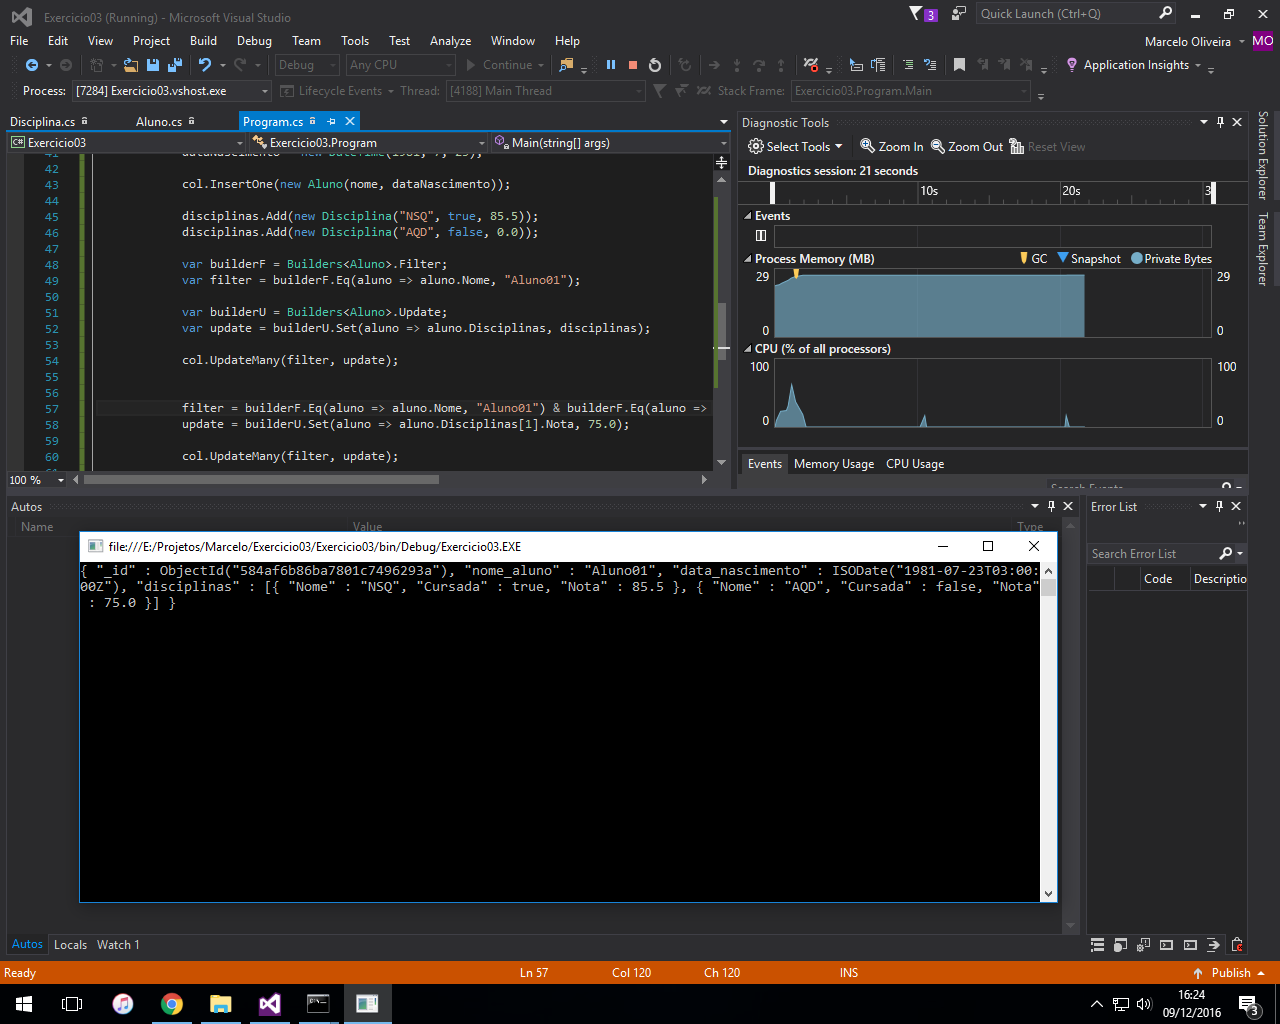 Exercicio03 (Running) - Microsoft Visual Studio
3
Quick Launch (Ctrl+Q)
File Edit View Project Build Debug Team Tools Test Analyze Window Help
Marcelo Oliveira MO
Debug Any CPU Continue Application Insights
Process: [7284] Exercicio03.vshost.exe Lifecycle Events Thread: [4188] Main Thread Stack Frame: Exercicio03.Program.Main
Disciplina.cs Aluno.cs Program.cs
Exercicio03 Exercicio03.Program Main(string[] args)
41 dataNascimento = new DateTime(1981, 7, 23);
42
43 col.InsertOne(new Aluno(nome, dataNascimento));
44
45 disciplinas.Add(new Disciplina("NSQ", true, 85.5));
46 disciplinas.Add(new Disciplina("AQD", false, 0.0));
47
48 var builderF = Builders<Aluno>.Filter;
49 var filter = builderF.Eq(aluno => aluno.Nome, "Aluno01");
50
51 var builderU = Builders<Aluno>.Update;
52 var update = builderU.Set(aluno => aluno.Disciplinas, disciplinas);
53
54 col.UpdateMany(filter, update);
55
56
57 filter = builderF.Eq(aluno => aluno.Nome, "Aluno01") & builderF.Eq(aluno =>
58 update = builderU.Set(aluno => aluno.Disciplinas[1].Nota, 75.0);
59
60 col.UpdateMany(filter, update);
100 %
Diagnostic Tools
Select Tools Zoom In Zoom Out Reset View
Diagnostics session: 21 seconds
10s 20s 3
Events
Process Memory (MB) GC Snapshot Private Bytes
29 29
0 0
CPU (% of all processors)
100 100
0 0
Events Memory Usage CPU Usage
Search Events
Solution Explorer
Team Explorer
Autos
Name Value Type
Error List
Search Error List
Code Descriptio
file:///E:/Projetos/Marcelo/Exercicio03/Exercicio03/bin/Debug/Exercicio03.EXE
{ "_id" : ObjectId("584af6b86ba7801c7496293a"), "nome_aluno" : "Aluno01", "data_nascimento" : ISODate("1981-07-23T03:00:
00Z"), "disciplinas" : [{ "Nome" : "NSQ", "Cursada" : true, "Nota" : 85.5 }, { "Nome" : "AQD", "Cursada" : false, "Nota"
: 75.0 }] }
Autos Locals Watch 1
Ready Ln 57 Col 120 Ch 120 INS Publish
16:24
09/12/2016
3